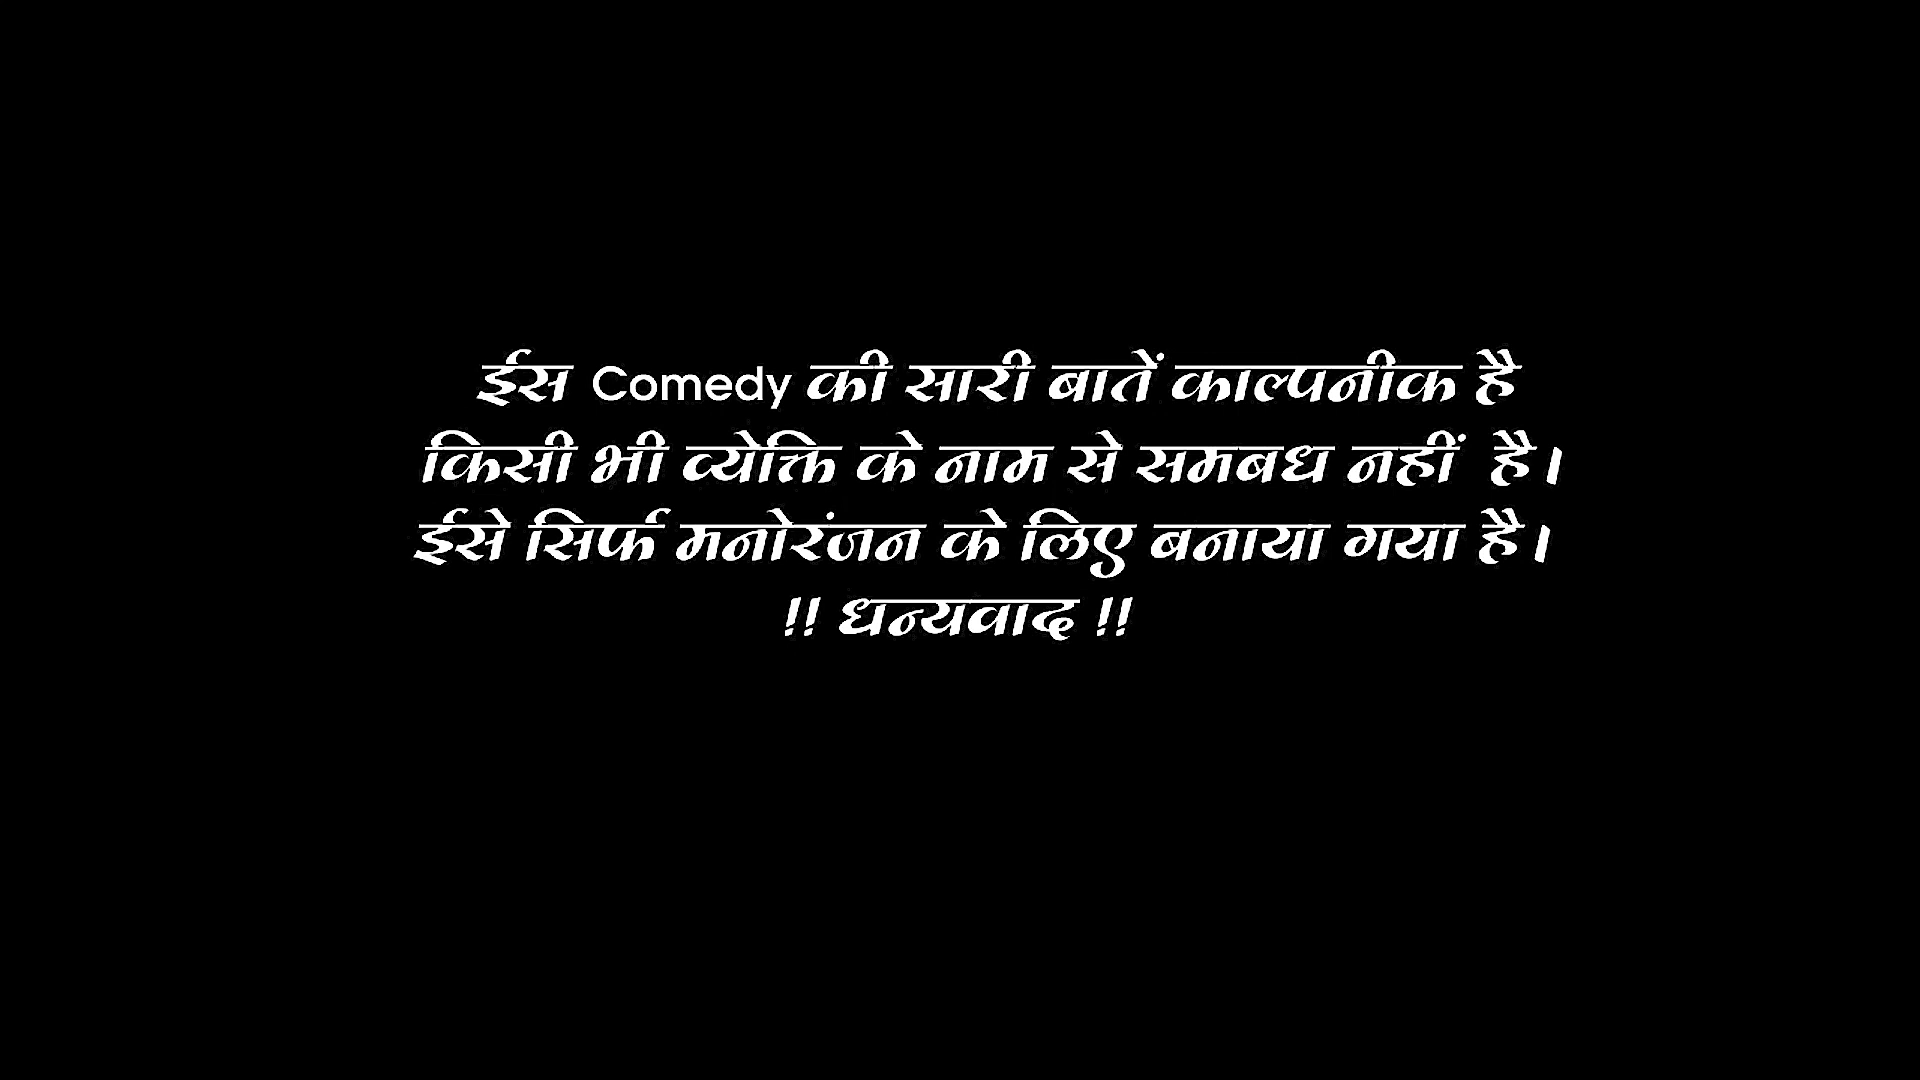 ईस Comedy की सारी बातें काल्पनीक है
किसी भी व्येक्ति के नाम से समबध नहीं है।
ईसे सिर्फ मनोरंजन के लिए बनाया गया है।
!! धन्यवाद !!